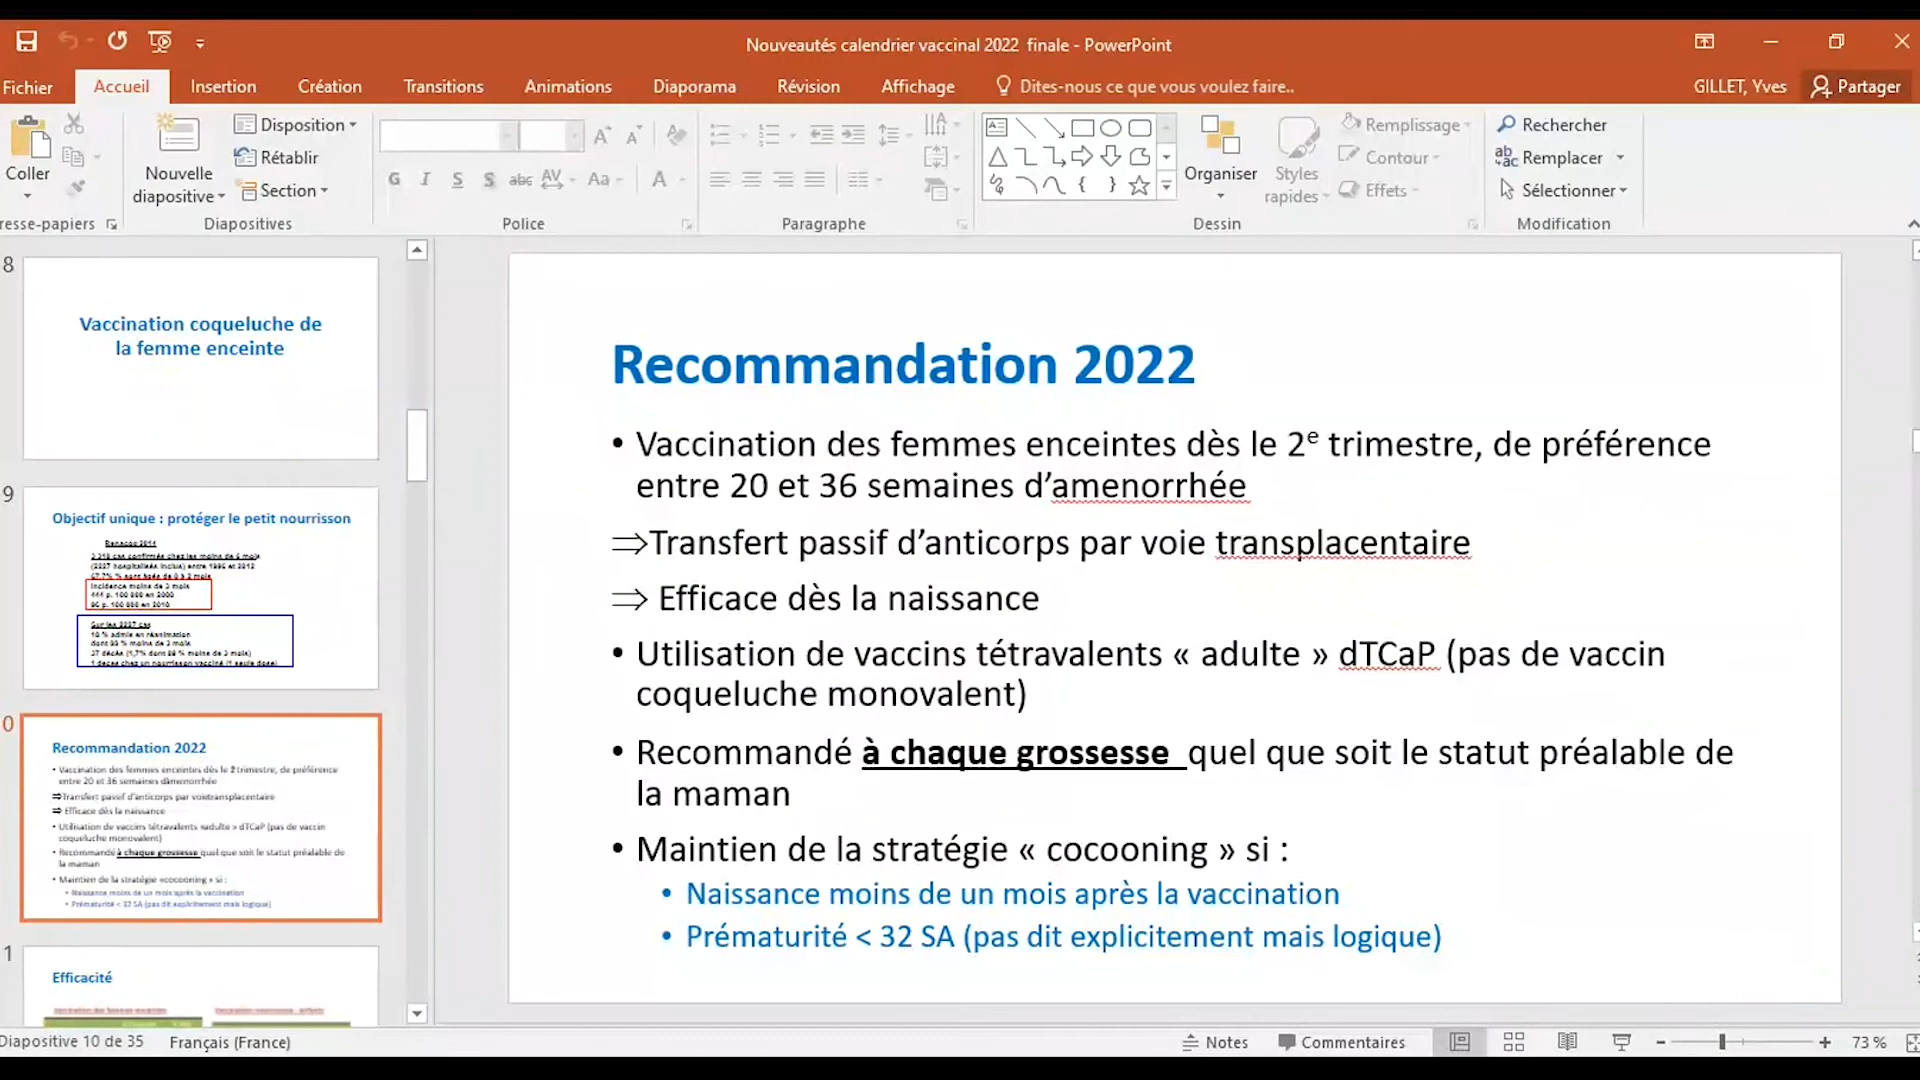 Nouveautés calendrier vaccinal 2022  finale - PowerPoint
Fichier
Accueil
Insertion
Création
Transitions
Animations
Diaporama
Révision
Affichage
Dites-nous ce que vous voulez faire..
GILLET, Yves
Partager
Coller
Nouvelle
diapositive
Disposition
Rétablir
Section
G I S S abc AV Aa A
Organiser
Styles
rapides
Remplissage
Contour
Effets
Rechercher
Remplacer
Sélectionner
resse-papiers
Diapositives
Police
Paragraphe
Dessin
Modification
8
Vaccination coqueluche de
la femme enceinte
9
Objectif unique : protéger le petit nourrisson
0
Recommandation 2022
• Vaccination des femmes enceintes dès le 2 trimestre, de préférence
entre 20 et 36 semaines d'amenorrhée
⇒Transfert passif d'anticorps par voie transplacentaire
⇒ Efficace dès la naissance
• Utilisation de vaccins tétravalents «adulte » dTCaP (pas de vaccin
coqueluche monovalent)
• Recommandé à chaque grossesse quel que soit le statut préalable de
la maman
• Maintien de la stratégie «cocooning » si :
• Naissance moins de un mois après la vaccination
• Prématurité < 32 SA (pas dit explicitement mais logique)
1
Efficacité
Recommandation 2022
• Vaccination des femmes enceintes dès le 2e trimestre, de préférence
entre 20 et 36 semaines d'amenorrhée
⇒Transfert passif d'anticorps par voie transplacentaire
⇒ Efficace dès la naissance
• Utilisation de vaccins tétravalents « adulte » dTCaP (pas de vaccin
coqueluche monovalent)
• Recommandé à chaque grossesse  quel que soit le statut préalable de
la maman
• Maintien de la stratégie « cocooning » si :
• Naissance moins de un mois après la vaccination
• Prématurité < 32 SA (pas dit explicitement mais logique)
Diapositive 10 de 35
Français (France)
Notes
Commentaires
73 %